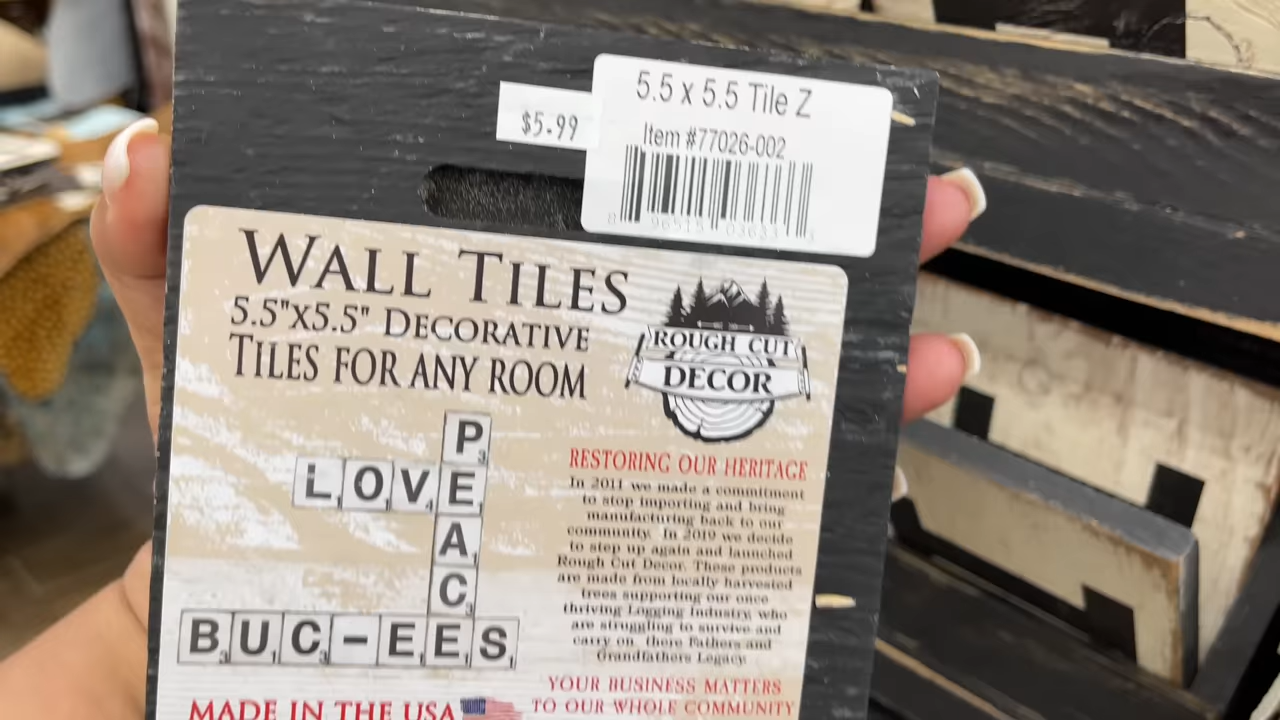 5.5 x 5.5 Tile Z
$5.99
Item #77026-002
WALL TILES
5.5"X5.5" DECORATIVE
TILES FOR ANY ROOM
ROUGH CUT
DECOR
P
LOVE
A
C
BUC-EES
RESTORING OUR HERITAGE
In 2011 we made a commitment
to stop importing and bring
manufacturing back to our
community. In 2019 we decide
to step up again and launched
Rough Cut Decor. These products
are made from locally harvested
trees supporting our once
thriving Logging Industry, who
are struggling to survive and
carry on, there Fathers and
Grandfathers Legacy.
MADE IN THE USA
YOUR BUSINESS MATTERS
TO OUR WHOLE COMMUNITY